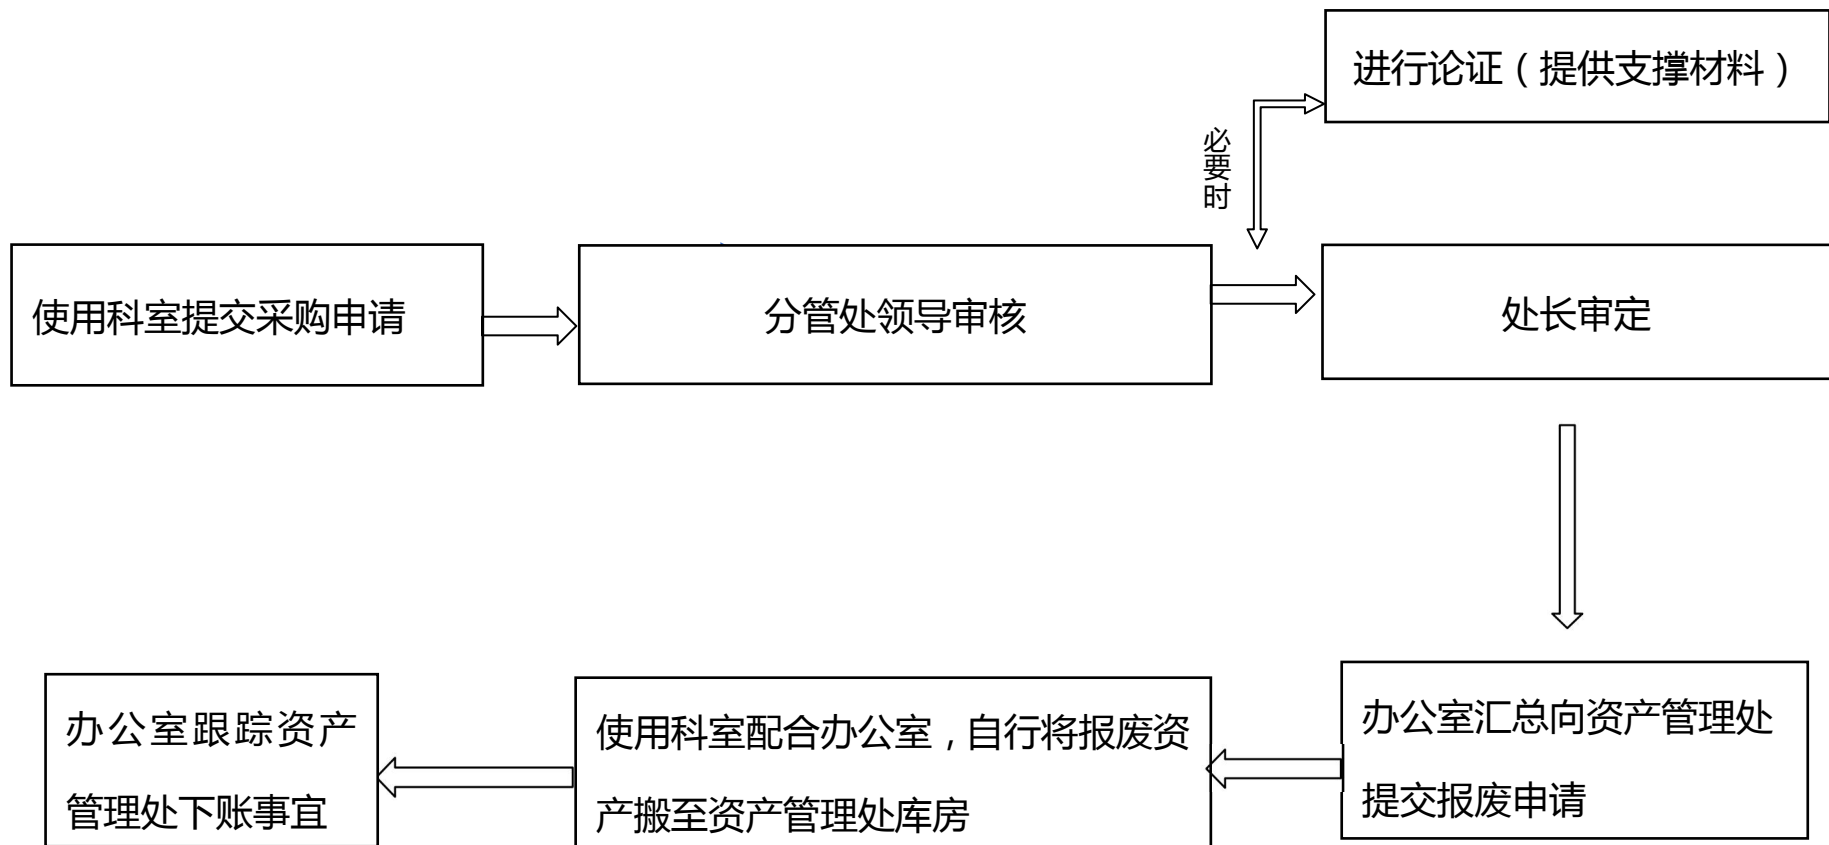 进行论证（提供支撑材料）
必要时
使用科室提交采购申请
分管处领导审核
处长审定
办公室汇总向资产管理处
提交报废申请
使用科室配合办公室，自行将报废资
产搬至资产管理处库房
办公室跟踪资产
管理处下账事宜